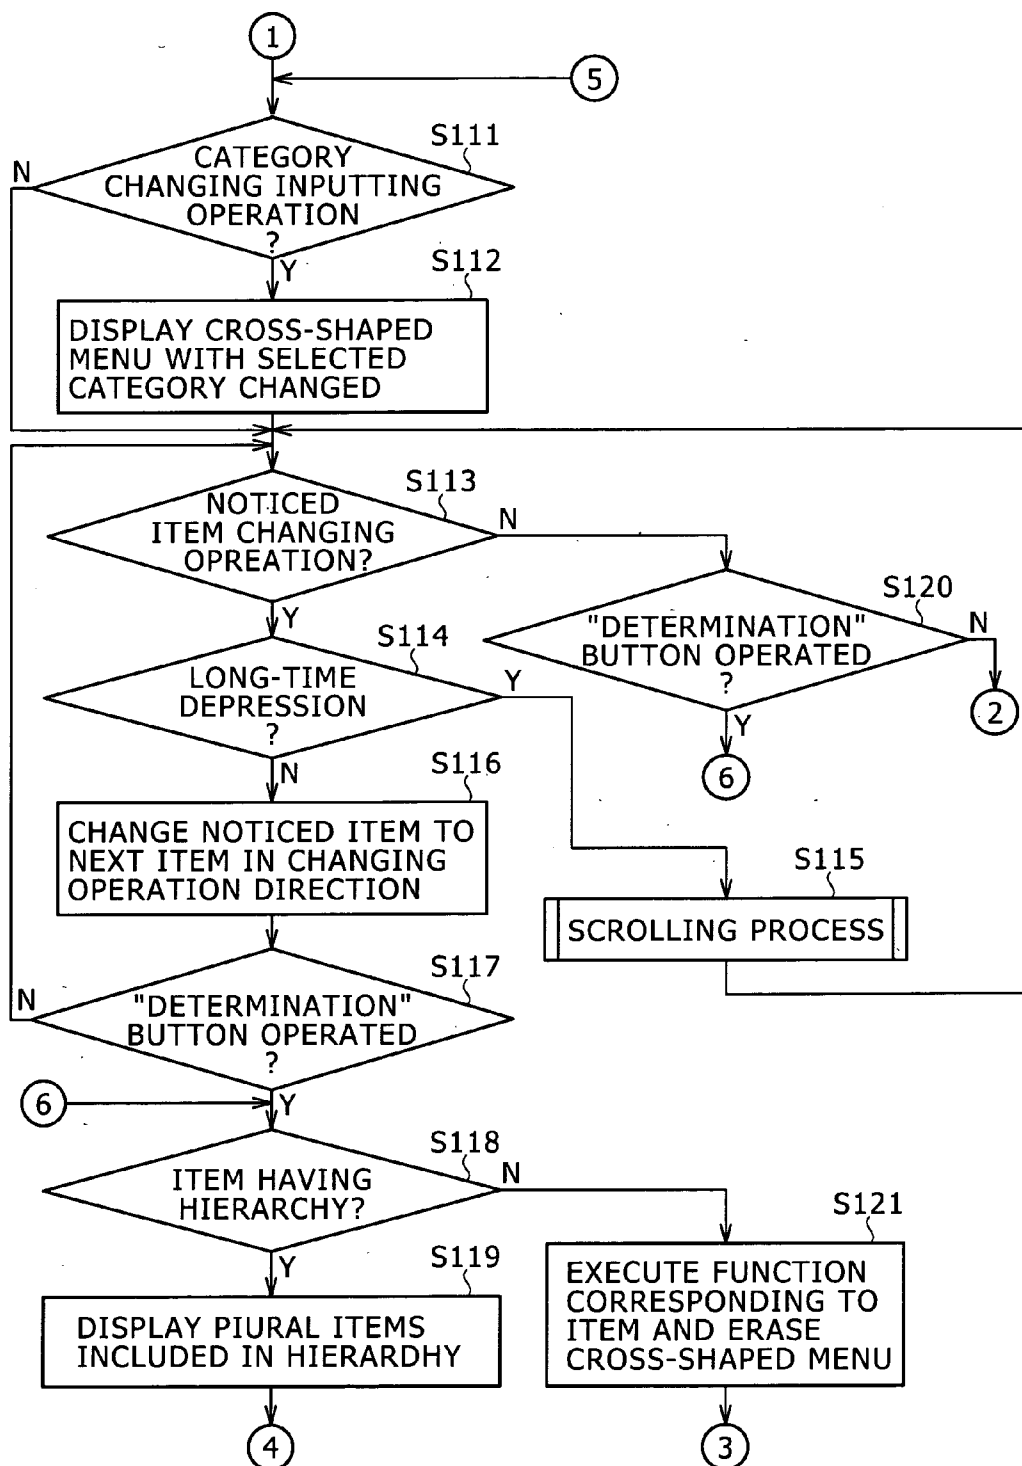 1
5
S111
N
CATEGORY
CHANGING INPUTTING
OPERATION
?
Y
S112
DISPLAY CROSS-SHAPED
MENU WITH SELECTED
CATEGORY CHANGED
S113
NOTICED
ITEM CHANGING
OPREATION?
N
Y
S120
"DETERMINATION"
BUTTON OPERATED
?
N
2
Y
6
S114
LONG-TIME
DEPRESSION
?
Y
N
S116
CHANGE NOTICED ITEM TO
NEXT ITEM IN CHANGING
OPERATION DIRECTION
S115
SCROLLING PROCESS
S117
N
"DETERMINATION"
BUTTON OPERATED
?
6
Y
S118
ITEM HAVING
HIERARCHY?
N
Y
S119
DISPLAY PIURAL ITEMS
INCLUDED IN HIERARDHY
S121
EXECUTE FUNCTION
CORRESPONDING TO
ITEM AND ERASE
CROSS-SHAPED MENU
4
3